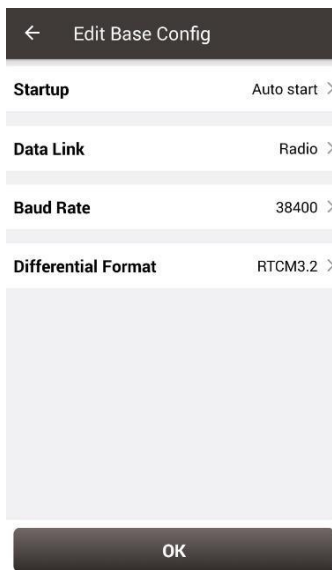 Edit Base Config
Startup Auto start
Data Link Radio
Baud Rate 38400
Differential Format RTCM3.2
OK